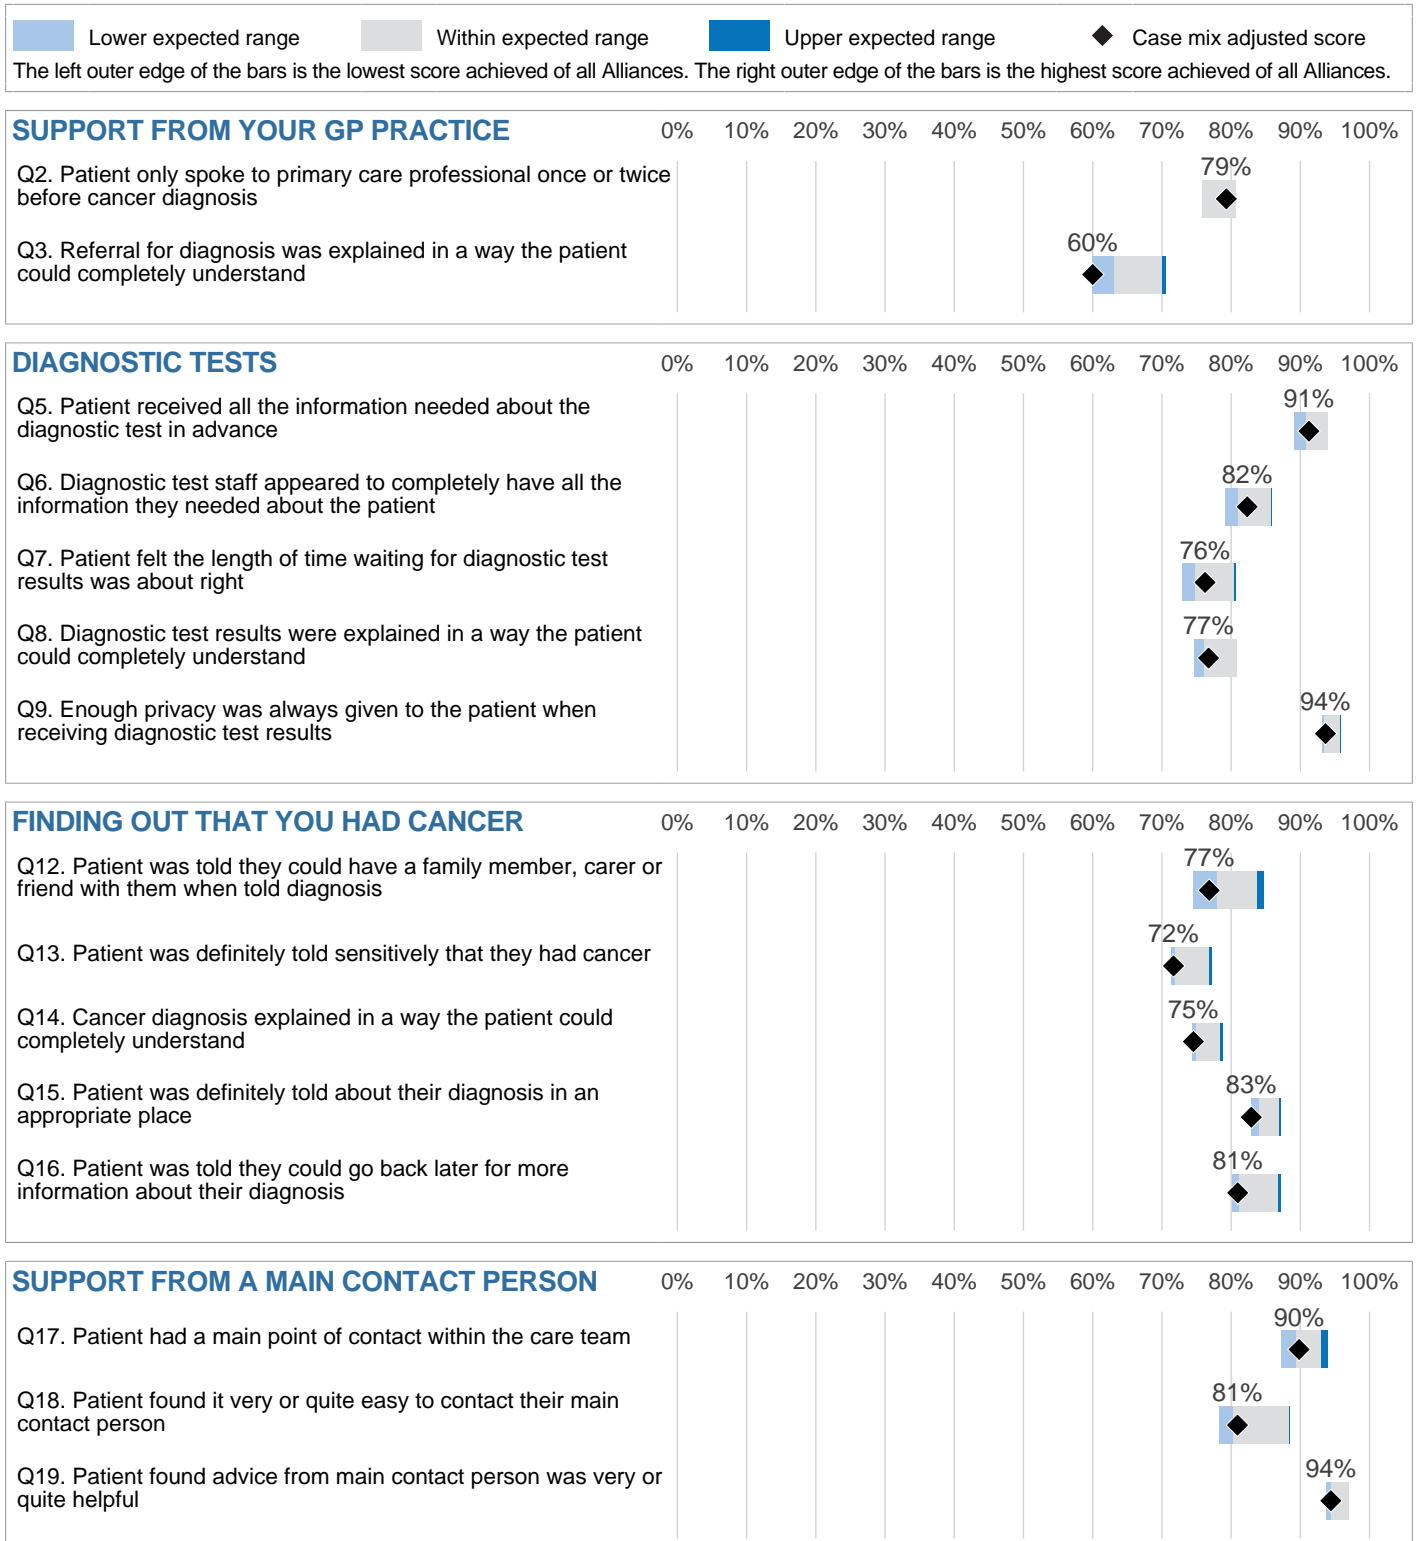 Lower expected range Within expected range Upper expected range Case mix adjusted score
The left outer edge of the bars is the lowest score achieved of all Alliances. The right outer edge of the bars is the highest score achieved of all Alliances.
SUPPORT FROM YOUR GP PRACTICE 0% 10% 20% 30% 40% 50% 60% 70% 80% 90% 100%
79%
Q2. Patient only spoke to primary care professional once or twice
before cancer diagnosis
60%
Q3. Referral for diagnosis was explained in a way the patient
could completely understand
DIAGNOSTIC TESTS 0% 10% 20% 30% 40% 50% 60% 70% 80% 90% 100%
91%
Q5. Patient received all the information needed about the
diagnostic test in advance
82%
Q6. Diagnostic test staff appeared to completely have all the
information they needed about the patient
76%
Q7. Patient felt the length of time waiting for diagnostic test
results was about right
77%
Q8. Diagnostic test results were explained in a way the patient
could completely understand
94%
Q9. Enough privacy was always given to the patient when
receiving diagnostic test results
FINDING OUT THAT YOU HAD CANCER 0% 10% 20% 30% 40% 50% 60% 70% 80% 90% 100%
77%
Q12. Patient was told they could have a family member, carer or
friend with them when told diagnosis
72%
Q13. Patient was definitely told sensitively that they had cancer
75%
Q14. Cancer diagnosis explained in a way the patient could
completely understand
83%
Q15. Patient was definitely told about their diagnosis in an
appropriate place
81%
Q16. Patient was told they could go back later for more
information about their diagnosis
SUPPORT FROM A MAIN CONTACT PERSON 0% 10% 20% 30% 40% 50% 60% 70% 80% 90% 100%
90%
Q17. Patient had a main point of contact within the care team
81%
Q18. Patient found it very or quite easy to contact their main
contact person
94%
Q19. Patient found advice from main contact person was very or
quite helpful